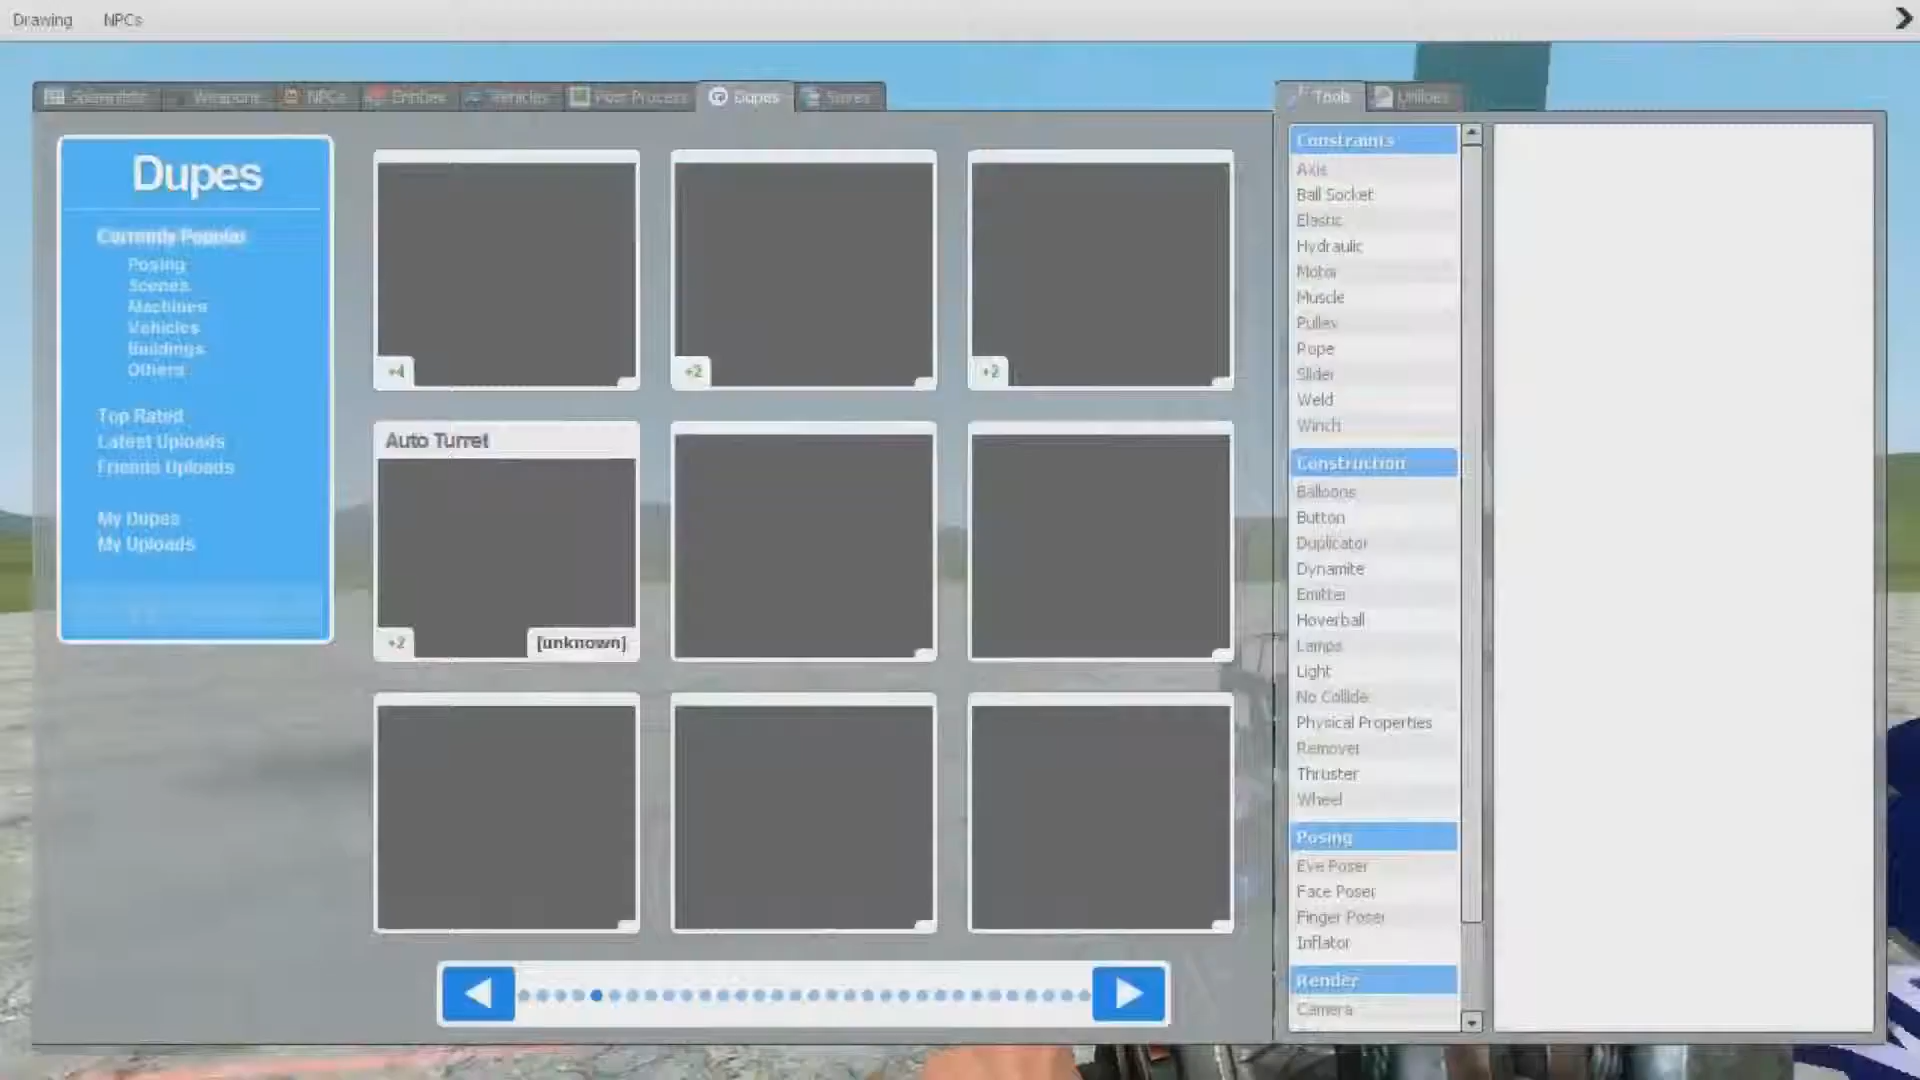 Drawing NPCs
Spawnlists Weapons NPCs Entities Vehicles Post Process Dupes Saves
Tools Utilities
Dupes
Currently Popular
Posing
Scenes
Machines
Vehicles
Buildings
Others
Top Rated
Latest Uploads
Friends Uploads
My Dupes
My Uploads
+4
+2
+2
Auto Turret
+2
[unknown]
Constraints
Axis
Ball Socket
Elastic
Hydraulic
Motor
Muscle
Pulley
Rope
Slider
Weld
Winch
Construction
Balloons
Button
Duplicator
Dynamite
Emitter
Hoverball
Lamps
Light
No Collide
Physical Properties
Remover
Thruster
Wheel
Posing
Eye Poser
Face Poser
Finger Poser
Inflator
Render
Camera